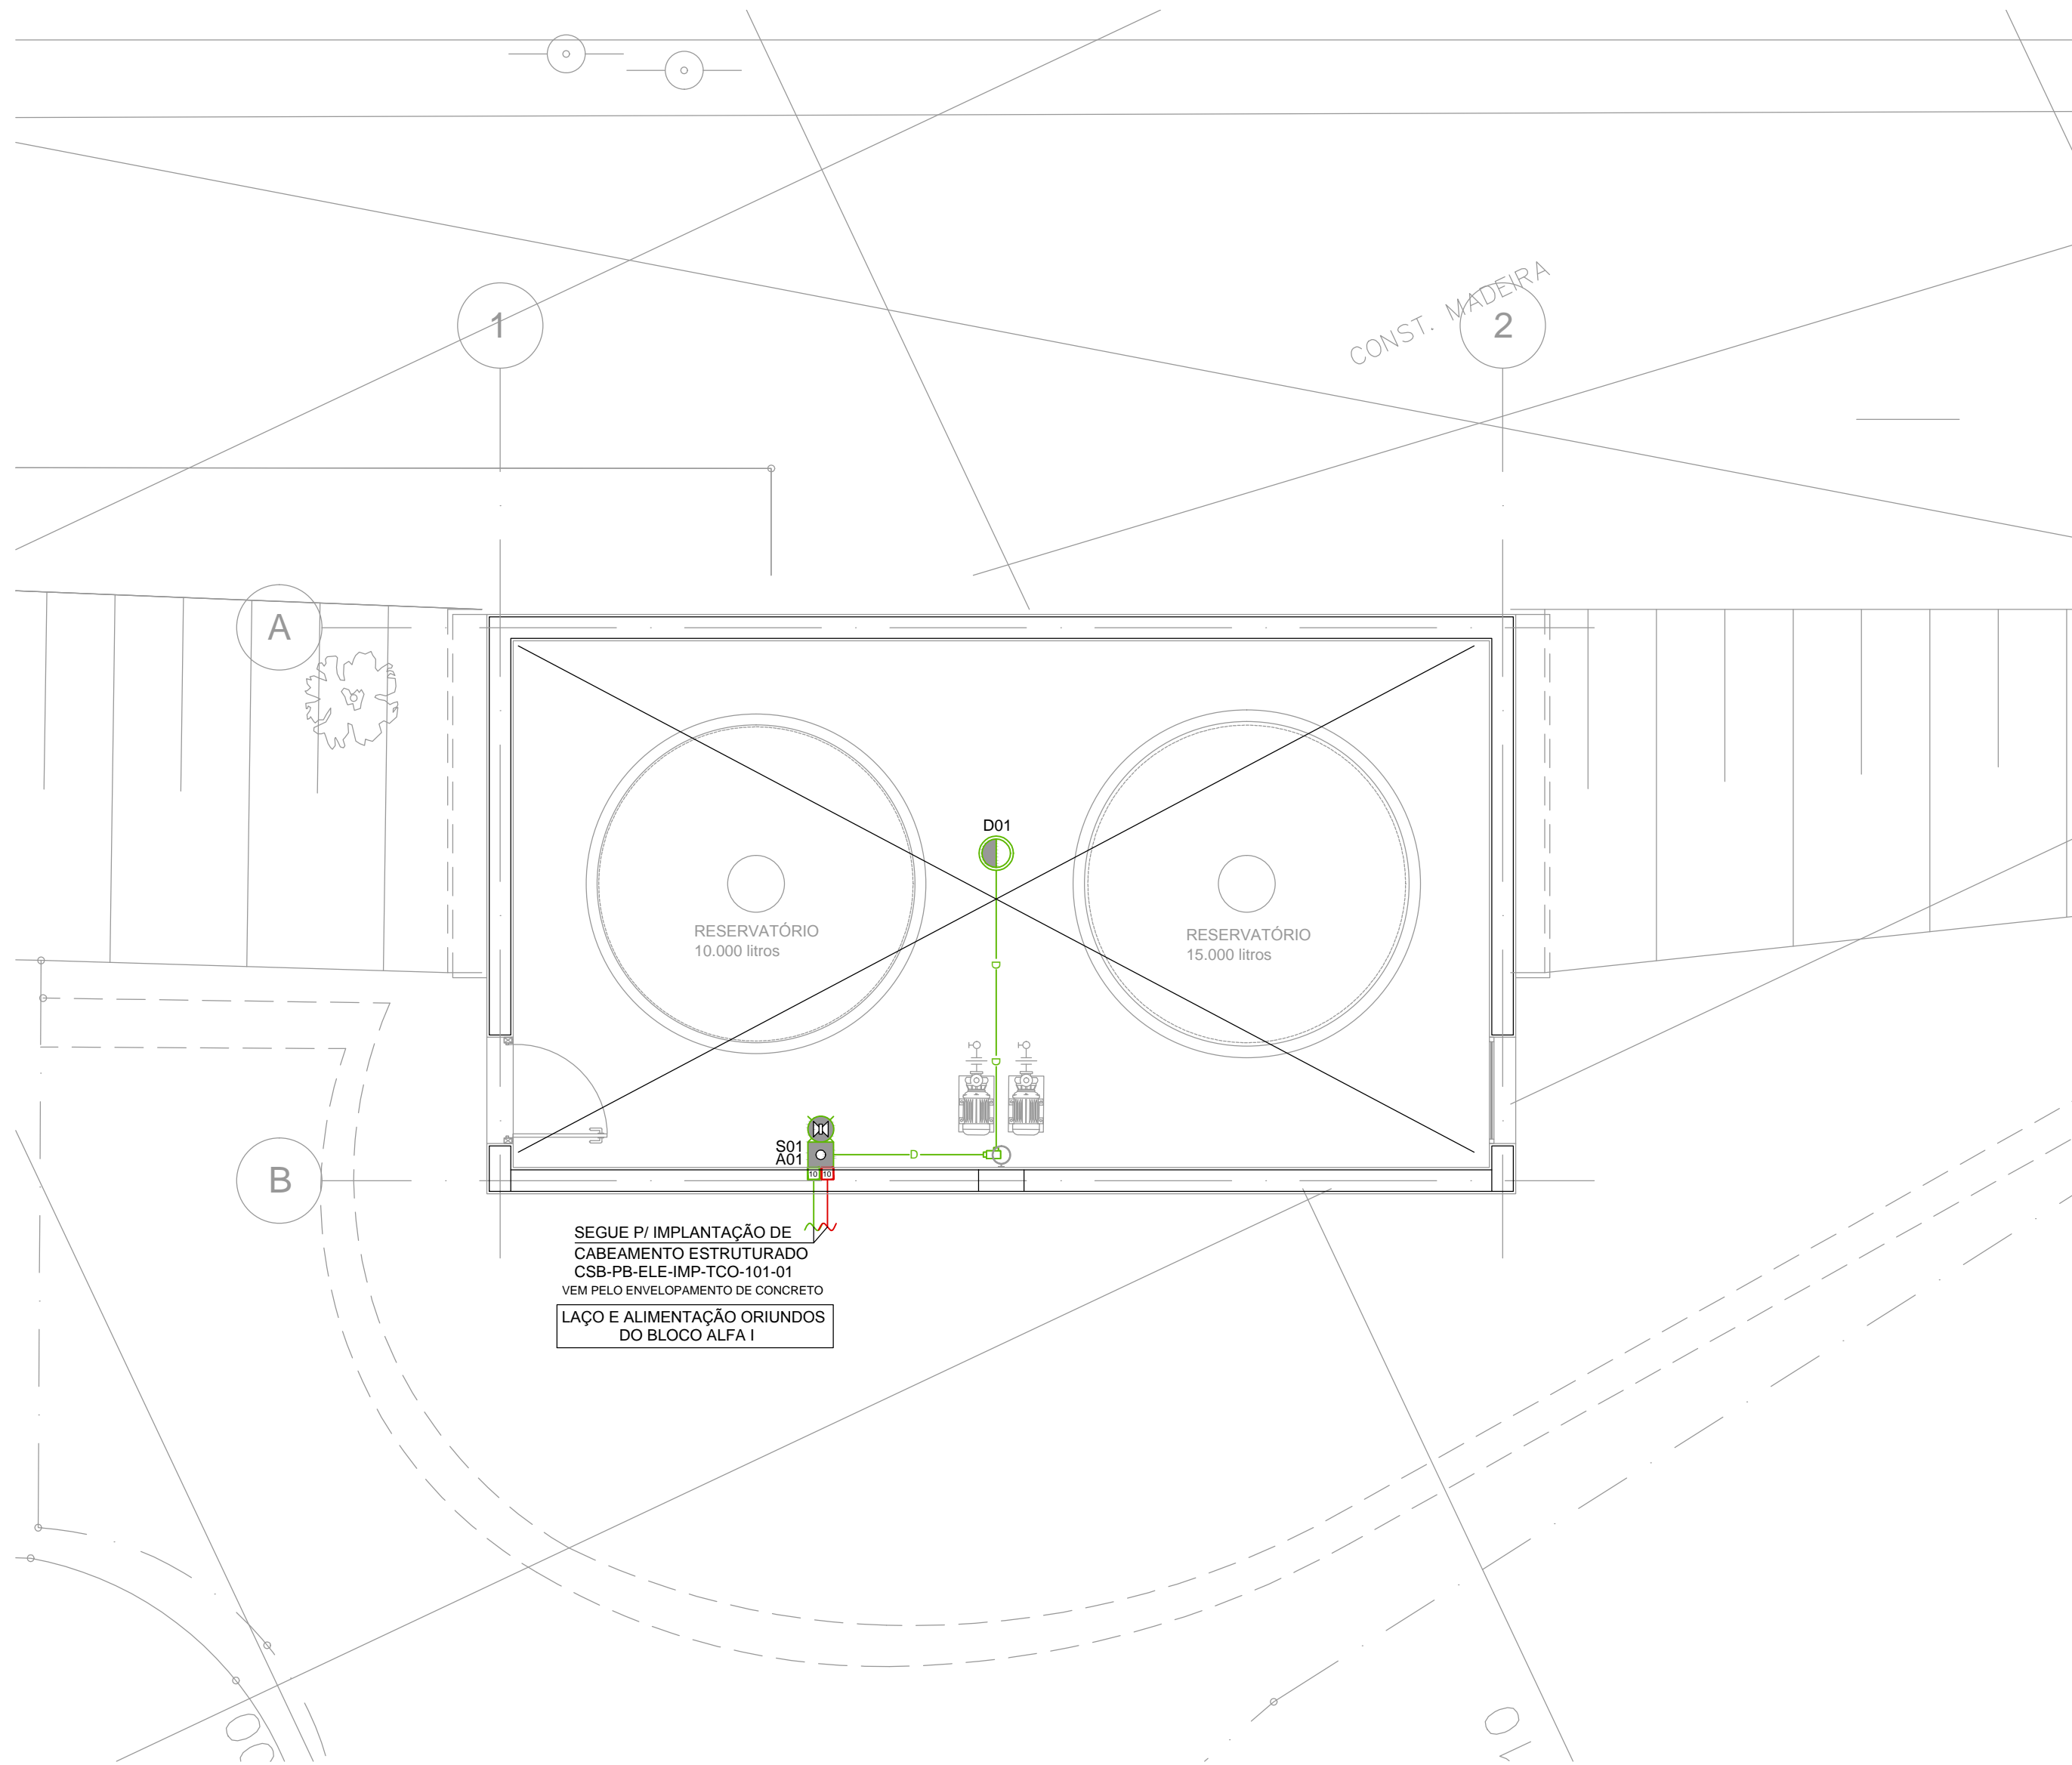 CONST. MADEIRA
1
2
A
D01
RESERVATÓRIO
10.000 litros
RESERVATÓRIO
15.000 litros
D
D
S01
A01
D
10 10
B
SEGUE P/ IMPLANTAÇÃO DE
CABEAMENTO ESTRUTURADO
CSB-PB-ELE-IMP-TCO-101-01
VEM PELO ENVELOPAMENTO DE CONCRETO
LAÇO E ALIMENTAÇÃO ORIUNDOS
DO BLOCO ALFA I